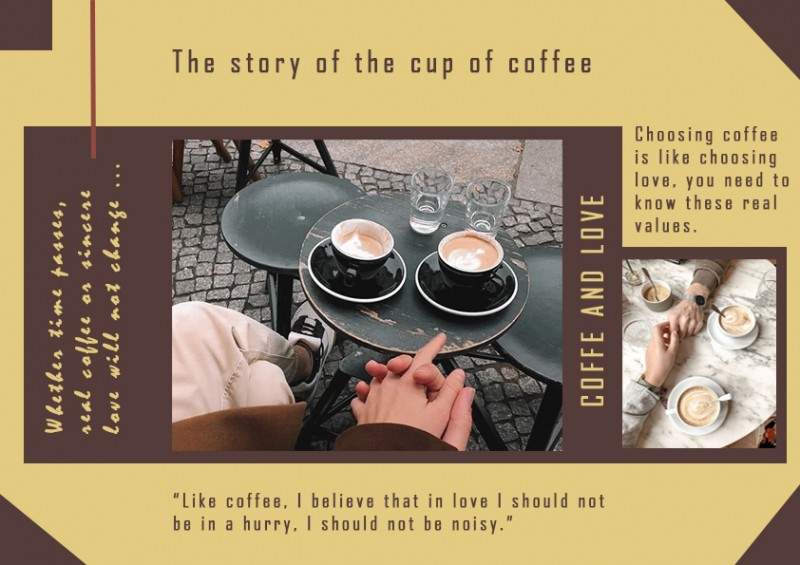 The story of the cup of coffee
Whether time passes,
real coffee or sincere
love will not change ...
COFFE AND LOVE
Choosing coffee
is like choosing
love, you need to
know these real
values.
“Like coffee, I believe that in love I should not
be in a hurry, I should not be noisy.”